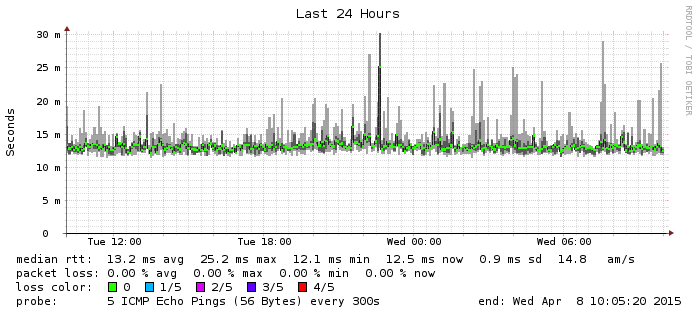 Last 24 Hours
RRDTOOL / TOBI OETIKER
Seconds
30 m
25 m
20 m
15 m
10 m
5 m
0
Tue 12:00 Tue 18:00 Wed 00:00 Wed 06:00
median rtt: 13.2 ms avg 25.2 ms max 12.1 ms min 12.5 ms now 0.9 ms sd 14.8 am/s
packet loss: 0.00 % avg 0.00 % max 0.00 % min 0.00 % now
loss color: 0 1/5 2/5 3/5 4/5
probe: 5 ICMP Echo Pings (56 Bytes) every 300s end: Wed Apr 8 10:05:20 2015